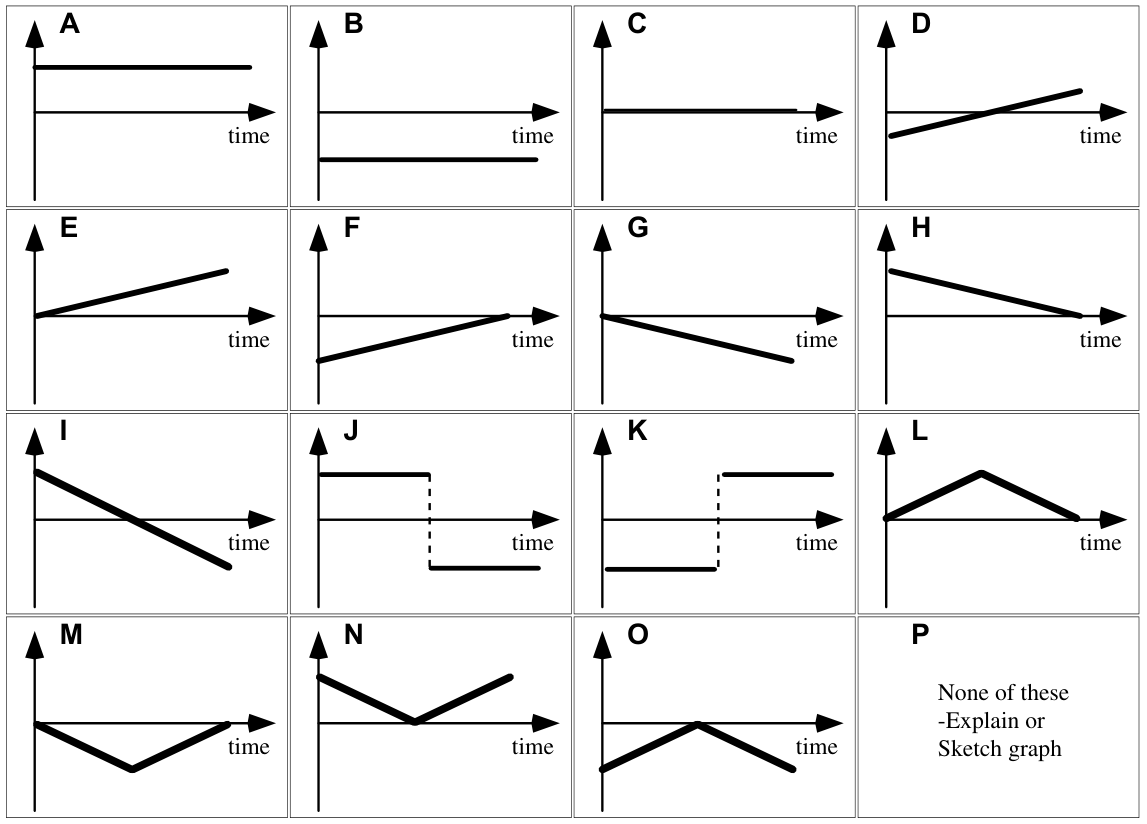 A
time
B
time
C
time
D
time
E
time
F
time
G
time
H
time
I
time
J
time
K
time
L
time
M
time
N
time
O
time
P
None of these
-Explain or
Sketch graph